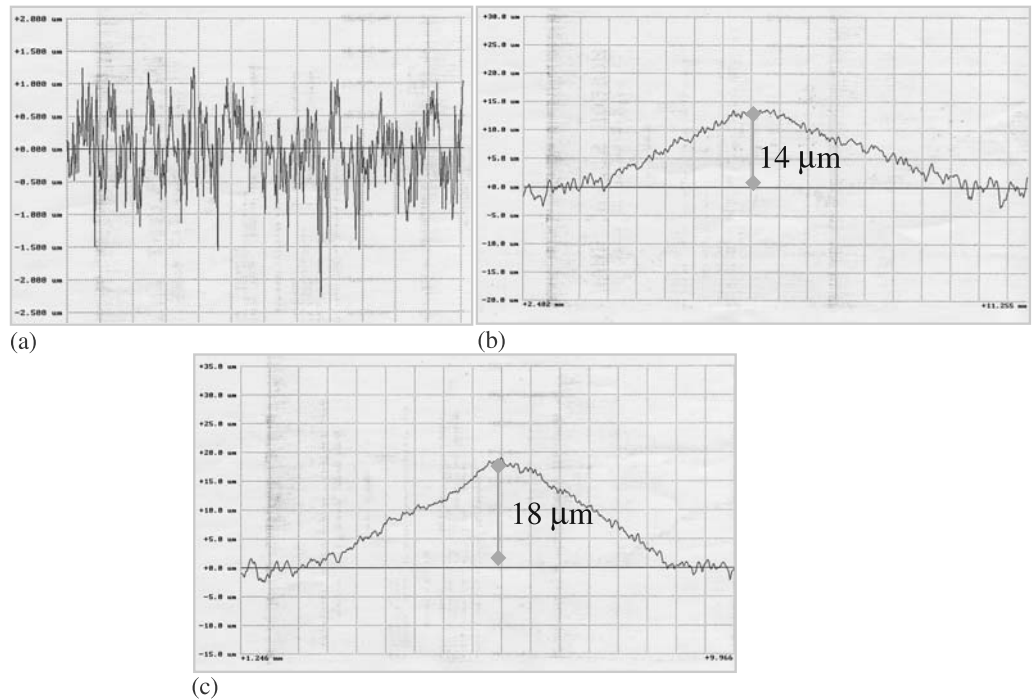 +2.000 um
+1.500 um
+1.000 um
+0.500 um
+0.000 um
-0.500 um
-1.000 um
-1.500 um
-2.000 um
-2.500 um
(a)
+30.0 um
+25.0 um
+20.0 um
+15.0 um
+10.0 um
+5.0 um
+0.0 um
-5.0 um
-10.0 um
-15.0 um
-20.0 um
14 μm
+2.482 mm
+11.255 mm
(b)
+35.0 um
+30.0 um
+25.0 um
+20.0 um
+15.0 um
+10.0 um
+5.0 um
+0.0 um
-5.0 um
-10.0 um
-15.0 um
18 μm
+1.246 mm
+9.966
(c)